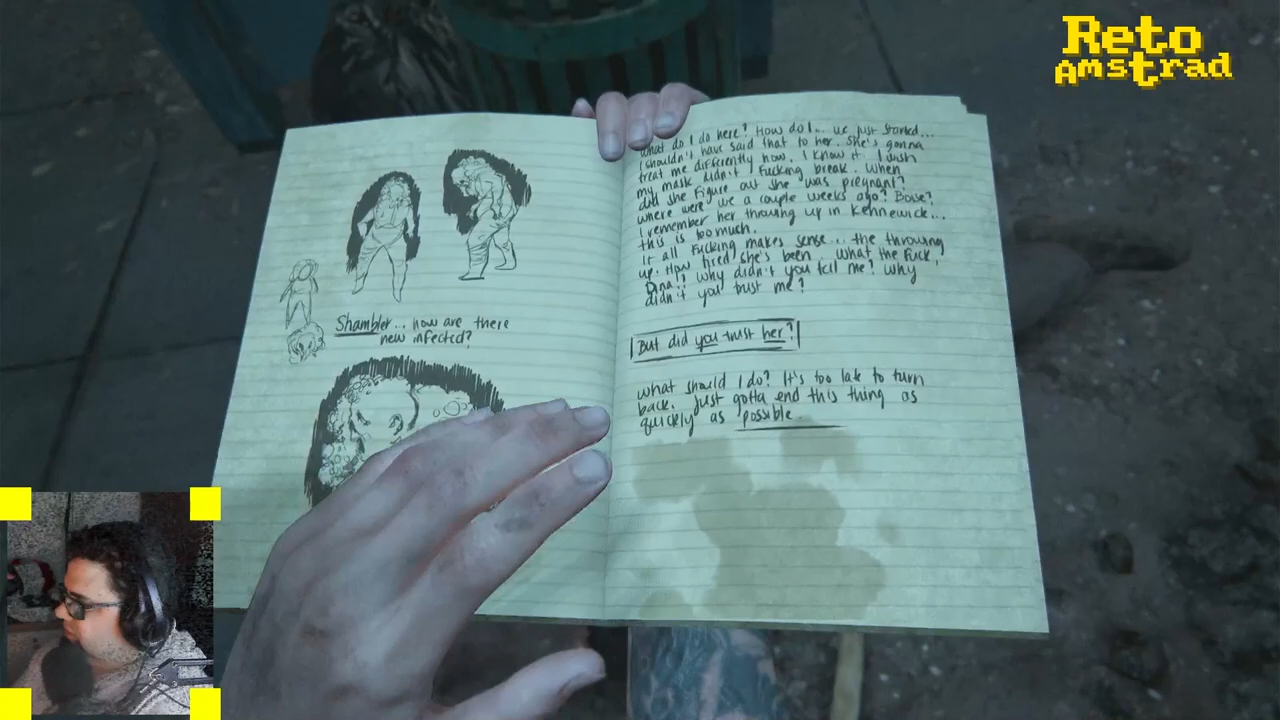 Reto
Amstrad
Shambler... how are there
new infected?
What do I do here? How do I... we just started...
I shouldn't have said that to her. She's gonna
treat me differently now. I know it. I wish
my mask didn't fucking break. When
did she figure out she was pregnant?
Where were we a couple weeks ago? Boise?
I remember her throwing up in Kennewick...
this is too much.
It all fucking makes sense... the throwing
up. How tired she's been. What the fuck,
Dina? Why didn't you tell me? Why
didn't you trust me?
But did you trust her?
What should I do? It's too late to turn
back. Just gotta end this thing as
quickly as possible.